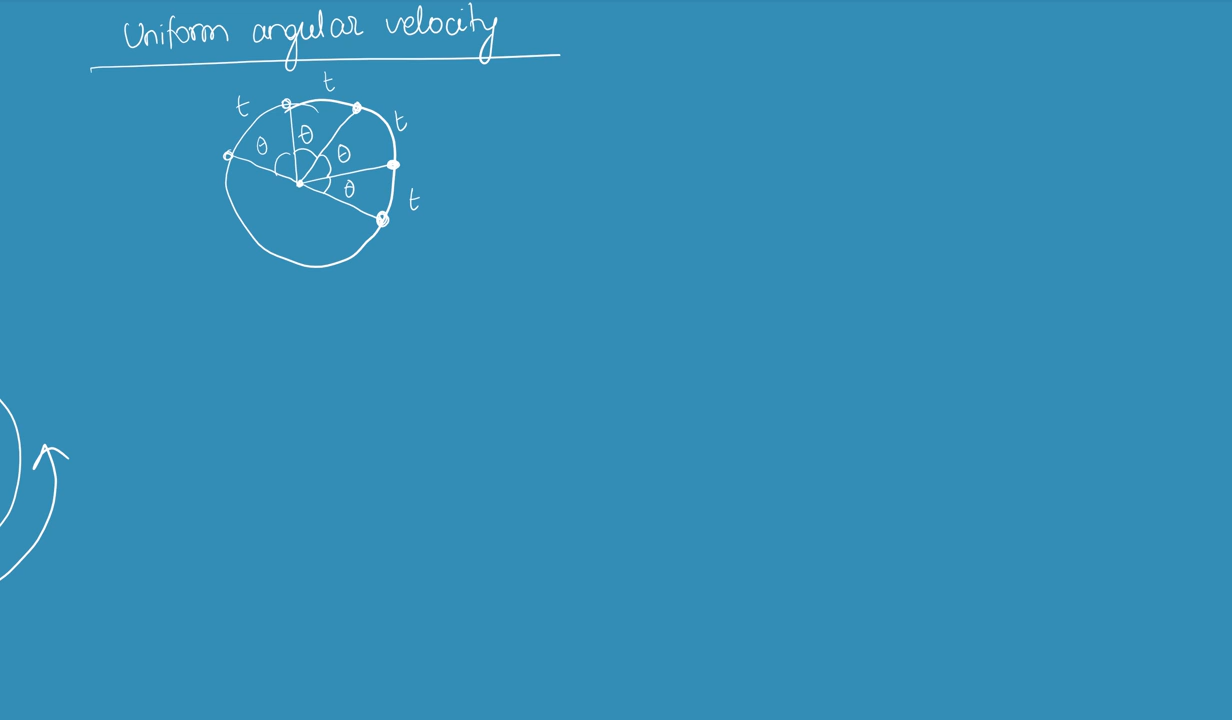 Uniform angular velocity
t
t
t
θ
θ
θ
θ
t